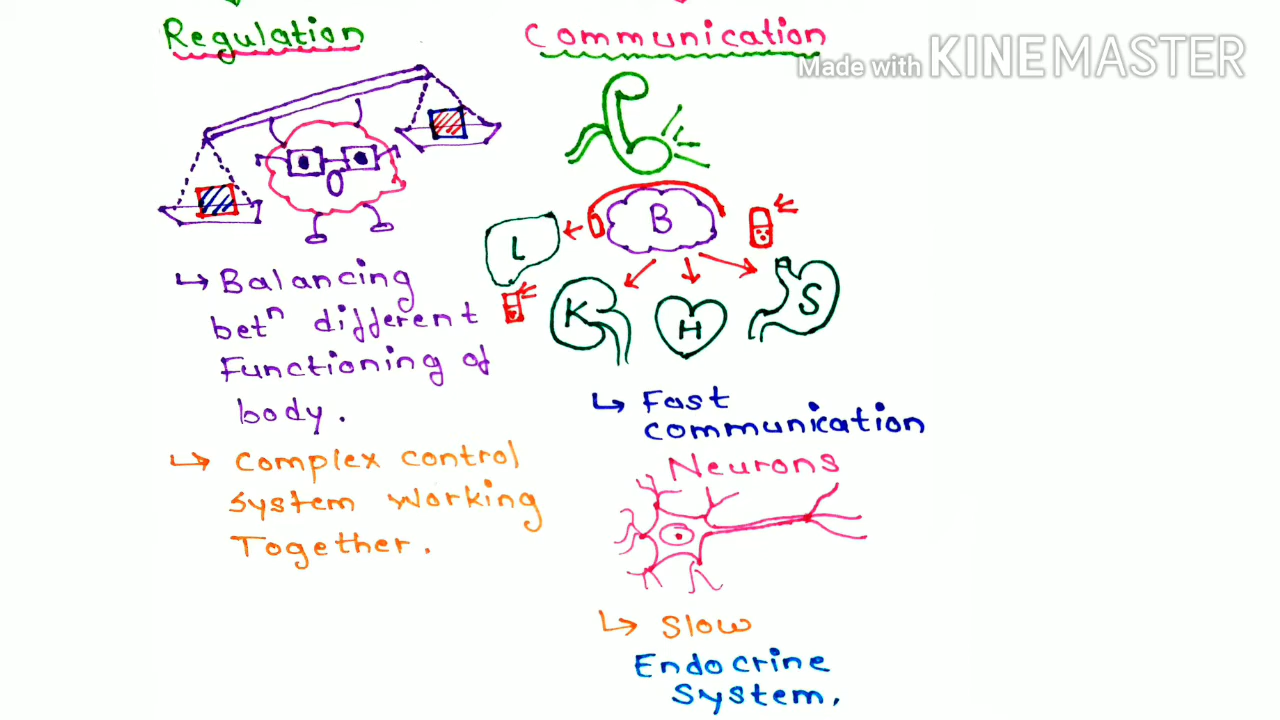 Regulation
Communication
Made with KINEMASTER
B
L
K
H
S
↳ Balancing
betⁿ different
Functioning of
body.
↳ Complex control
System Working
Together.
↳ Fast
communication
Neurons
↳ Slow
Endocrine
System.